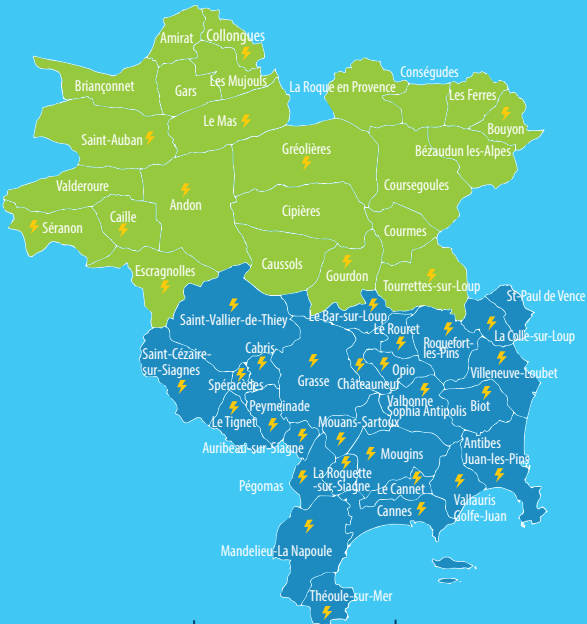 Amirat
Collongues
Briançonnet
Gars
Les Mujouls
La Roque en Provence
Conségudes
Les Ferres
Le Mas
Bouyon
Saint-Auban
Gréolières
Bézaudun les-Alpes
Valderoure
Andon
Coursegoules
Caille
Cipières
Séranon
Courmes
Escragnolles
Caussols
Gourdon
Tourrettes-sur-Loup
St-Paul de Vence
Saint-Vallier-de-Thiey
Le Bar-sur-Loup
Le Rouret
Roquefort-
les-Pins
La Colle-sur-Loup
Saint-Cézaire-
sur-Siagnes
Cabris
Spéracèdes
Grasse
Châteauneuf
Opio
Villeneuve-Loubet
Le Tignet
Peymeinade
Valbonne
Sophia Antipolis
Biot
Mouans-Sartoux
Auribeau-sur-Siagne
Mougins
Antibes
Juan-les-Pins
Pégomas
La Roquette
-sur-Siagne
Le Cannet
Cannes
Vallauris
Golfe-Juan
Mandelieu-La Napoule
Théoule-sur-Mer